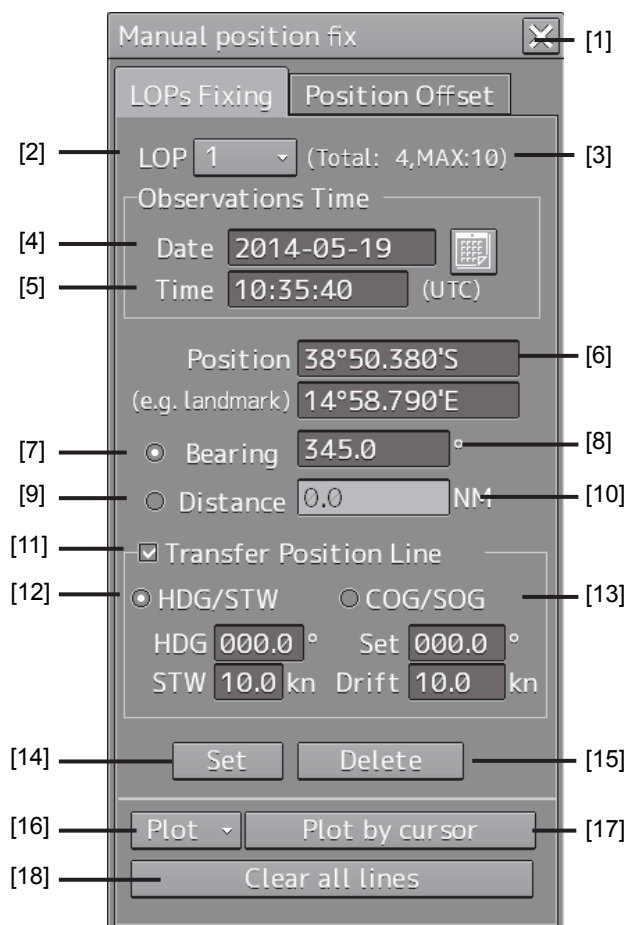 Manual position fix [1]
LOPs Fixing Position Offset
[2] LOP 1 (Total: 4,MAX:10) [3]
Observations Time
[4] Date 2014-05-19
[5] Time 10:35:40 (UTC)
Position 38°50.380'S [6]
(e.g. landmark) 14°58.790'E
[7] Bearing 345.0 ° [8]
[9] Distance 0.0 NM [10]
[11] Transfer Position Line
[12] HDG/STW COG/SOG [13]
HDG 000.0 ° Set 000.0 °
STW 10.0 kn Drift 10.0 kn
[14] Set Delete [15]
[16] Plot Plot by cursor [17]
[18] Clear all lines